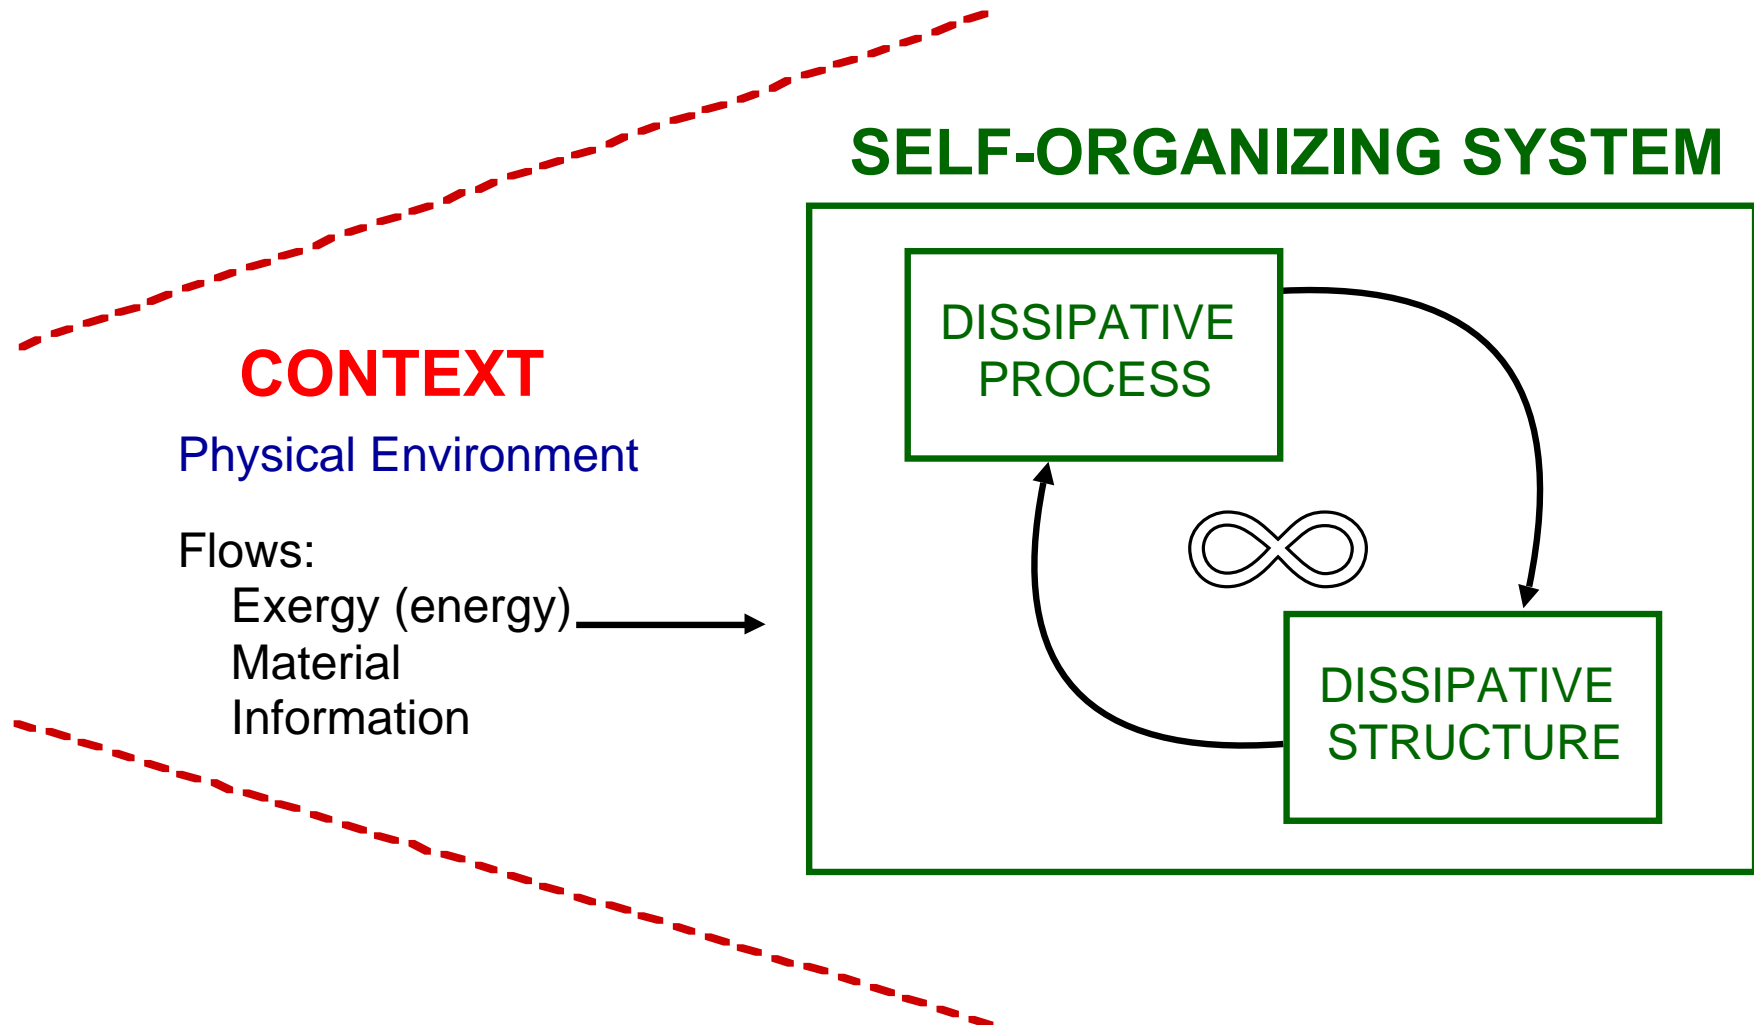 SELF-ORGANIZING SYSTEM
CONTEXT
Physical Environment
Flows:
Exergy (energy)
Material
Information
DISSIPATIVE
PROCESS
DISSIPATIVE
STRUCTURE